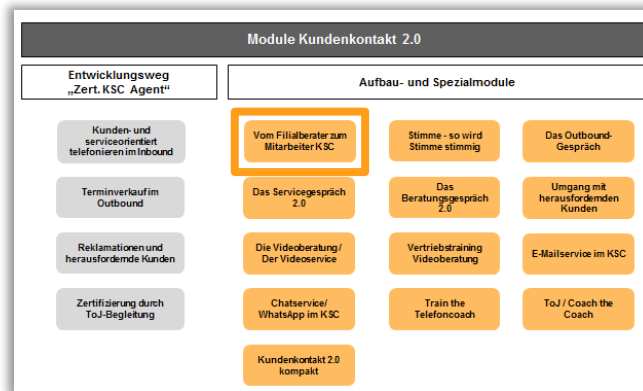 Module Kundenkontakt 2.0
Entwicklungsweg
„Zert. KSC Agent“
Aufbau- und Spezialmodule
Kunden- und
serviceorientiert
telefonieren im Inbound
Vom Filialberater zum
Mitarbeiter KSC
Stimme - so wird
Stimme stimmig
Das Outbound-
Gespräch
Terminverkauf im
Outbound
Das Servicegespräch
2.0
Das
Beratungsgespräch
2.0
Umgang mit
herausfordernden
Kunden
Reklamationen und
herausfordernde Kunden
Die Videoberatung /
Der Videoservice
Vertriebstraining
Videoberatung
E-Mailservice im KSC
Zertifizierung durch
ToJ-Begleitung
Chatservice/
WhatsApp im KSC
Train the
Telefoncoach
ToJ / Coach the
Coach
Kundenkontakt 2.0
kompakt